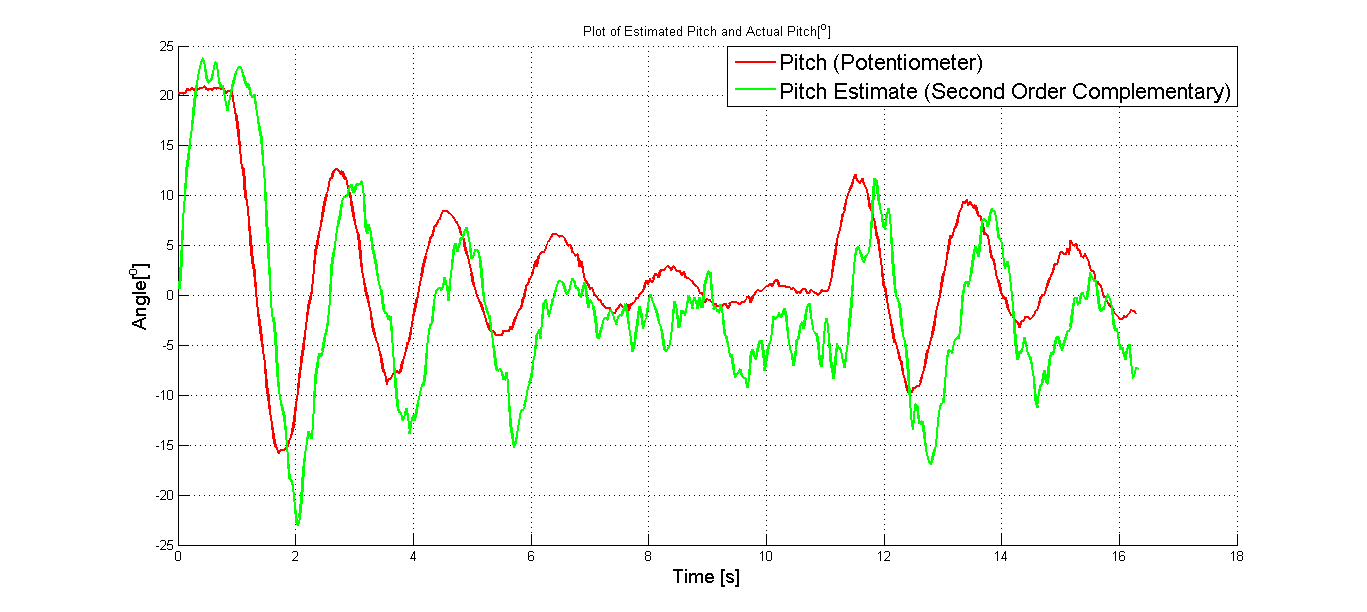 Plot of Estimated Pitch and Actual Pitch[o]
Pitch (Potentiometer)
Pitch Estimate (Second Order Complementary)
25
20
15
10
5
0
-5
-10
-15
-20
-25
Angle[o]
0 2 4 6 8 10 12 14 16 18
Time [s]